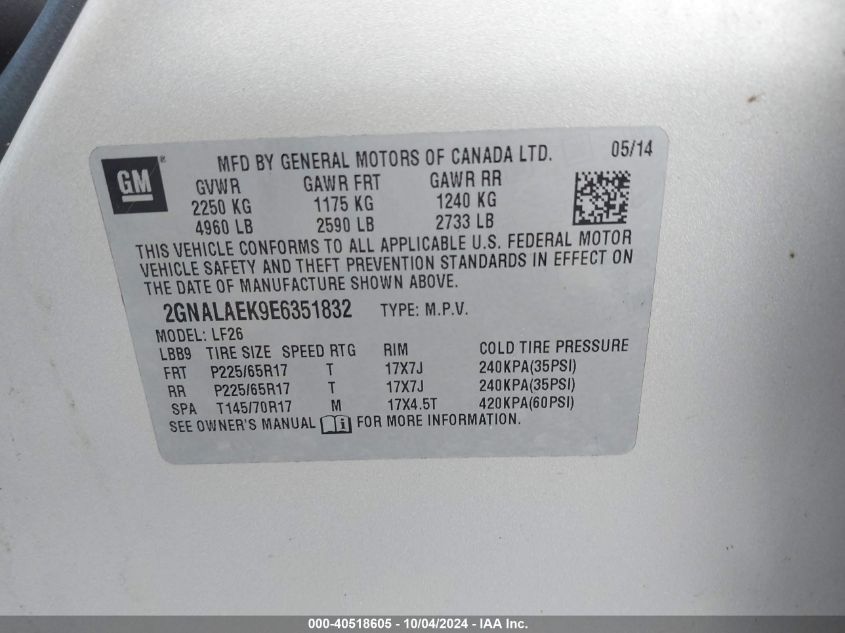 GM ® MFD BY GENERAL MOTORS OF CANADA LTD. 05/14
GVWR GAWR FRT GAWR RR
2250 KG 1175 KG 1240 KG
4960 LB 2590 LB 2733 LB
THIS VEHICLE CONFORMS TO ALL APPLICABLE U.S. FEDERAL MOTOR
VEHICLE SAFETY AND THEFT PREVENTION STANDARDS IN EFFECT ON
THE DATE OF MANUFACTURE SHOWN ABOVE.
2GNALAEK9E6351832 TYPE: M.P.V.
MODEL: LF26
LBB9 TIRE SIZE SPEED RTG RIM COLD TIRE PRESSURE
FRT P225/65R17 T 17X7J 240KPA(35PSI)
RR P225/65R17 T 17X7J 240KPA(35PSI)
SPA T145/70R17 M 17X4.5T 420KPA(60PSI)
SEE OWNER'S MANUAL i FOR MORE INFORMATION.
000-40518605 - 10/04/2024 - IAA Inc.